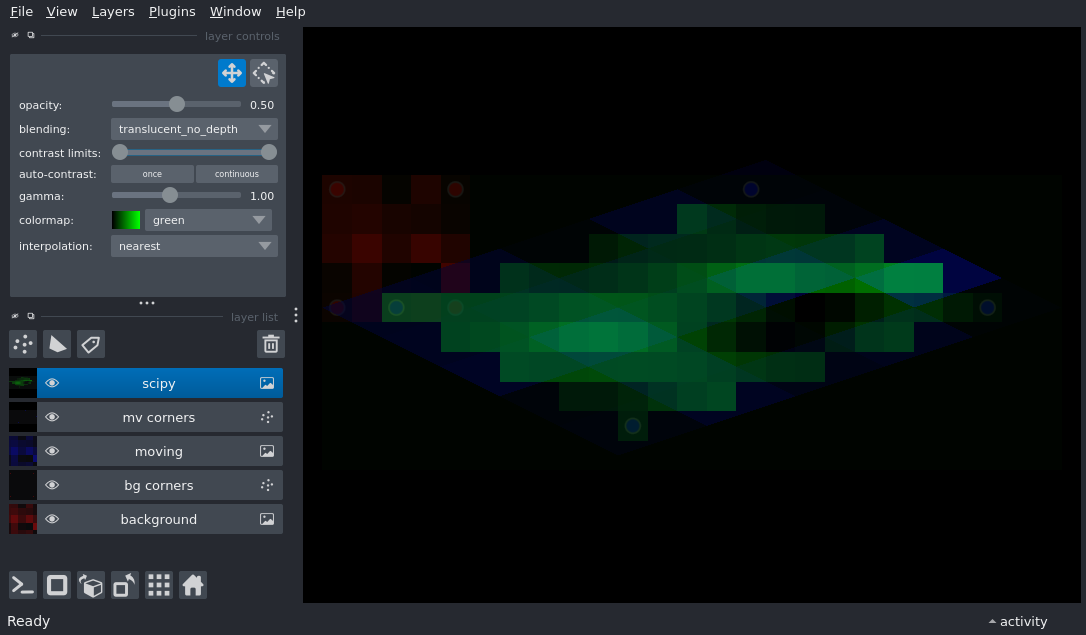 File View Layers Plugins Window Help
layer controls
opacity: 0.50
blending: translucent_no_depth
contrast limits:
auto-contrast: once continuous
gamma: 1.00
colormap: green
interpolation: nearest
layer list
scipy
mv corners
moving
bg corners
background
Ready
activity